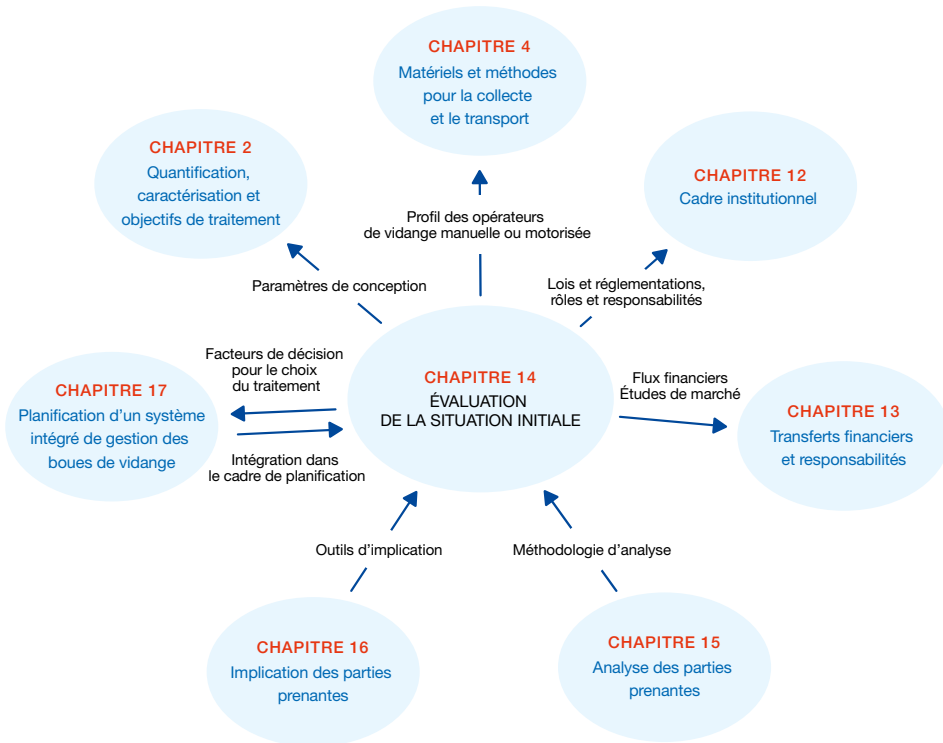 CHAPITRE 4
Matériels et méthodes
pour la collecte
et le transport
CHAPITRE 2
Quantification,
caractérisation et
objectifs de traitement
CHAPITRE 12
Cadre institutionnel
Profil des opérateurs
de vidange manuelle ou motorisée
Paramètres de conception
Lois et réglementations,
rôles et responsabilités
Facteurs de décision
pour le choix
du traitement
CHAPITRE 14
ÉVALUATION
DE LA SITUATION INITIALE
Flux financiers
Études de marché
CHAPITRE 17
Planification d'un système
intégré de gestion des
boues de vidange
CHAPITRE 13
Transferts financiers
et responsabilités
Intégration dans
le cadre de planification
Outils d'implication
Méthodologie d'analyse
CHAPITRE 16
Implication des parties
prenantes
CHAPITRE 15
Analyse des parties
prenantes